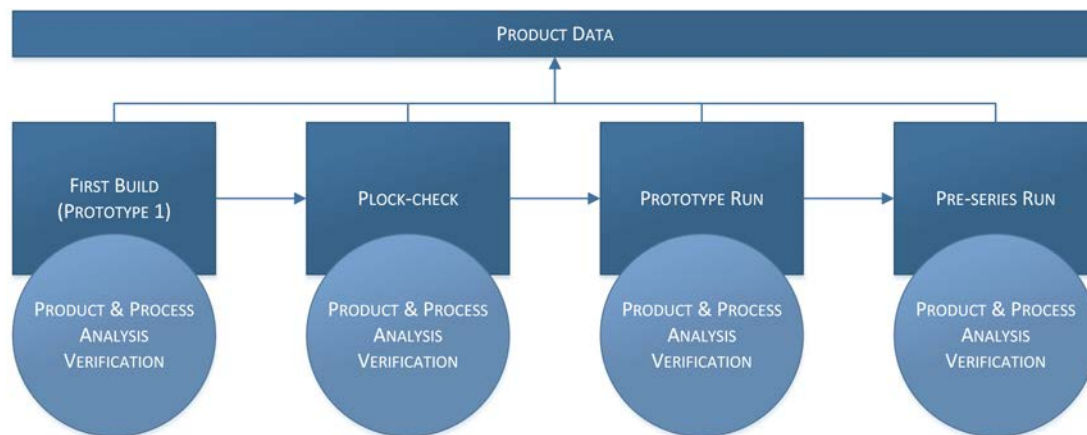 PRODUCT DATA
FIRST BUILD
(PROTOTYPE 1)
PLOCK-CHECK
PROTOTYPE RUN
PRE-SERIES RUN
PRODUCT & PROCESS
ANALYSIS
VERIFICATION
PRODUCT & PROCESS
ANALYSIS
VERIFICATION
PRODUCT & PROCESS
ANALYSIS
VERIFICATION
PRODUCT & PROCESS
ANALYSIS
VERIFICATION